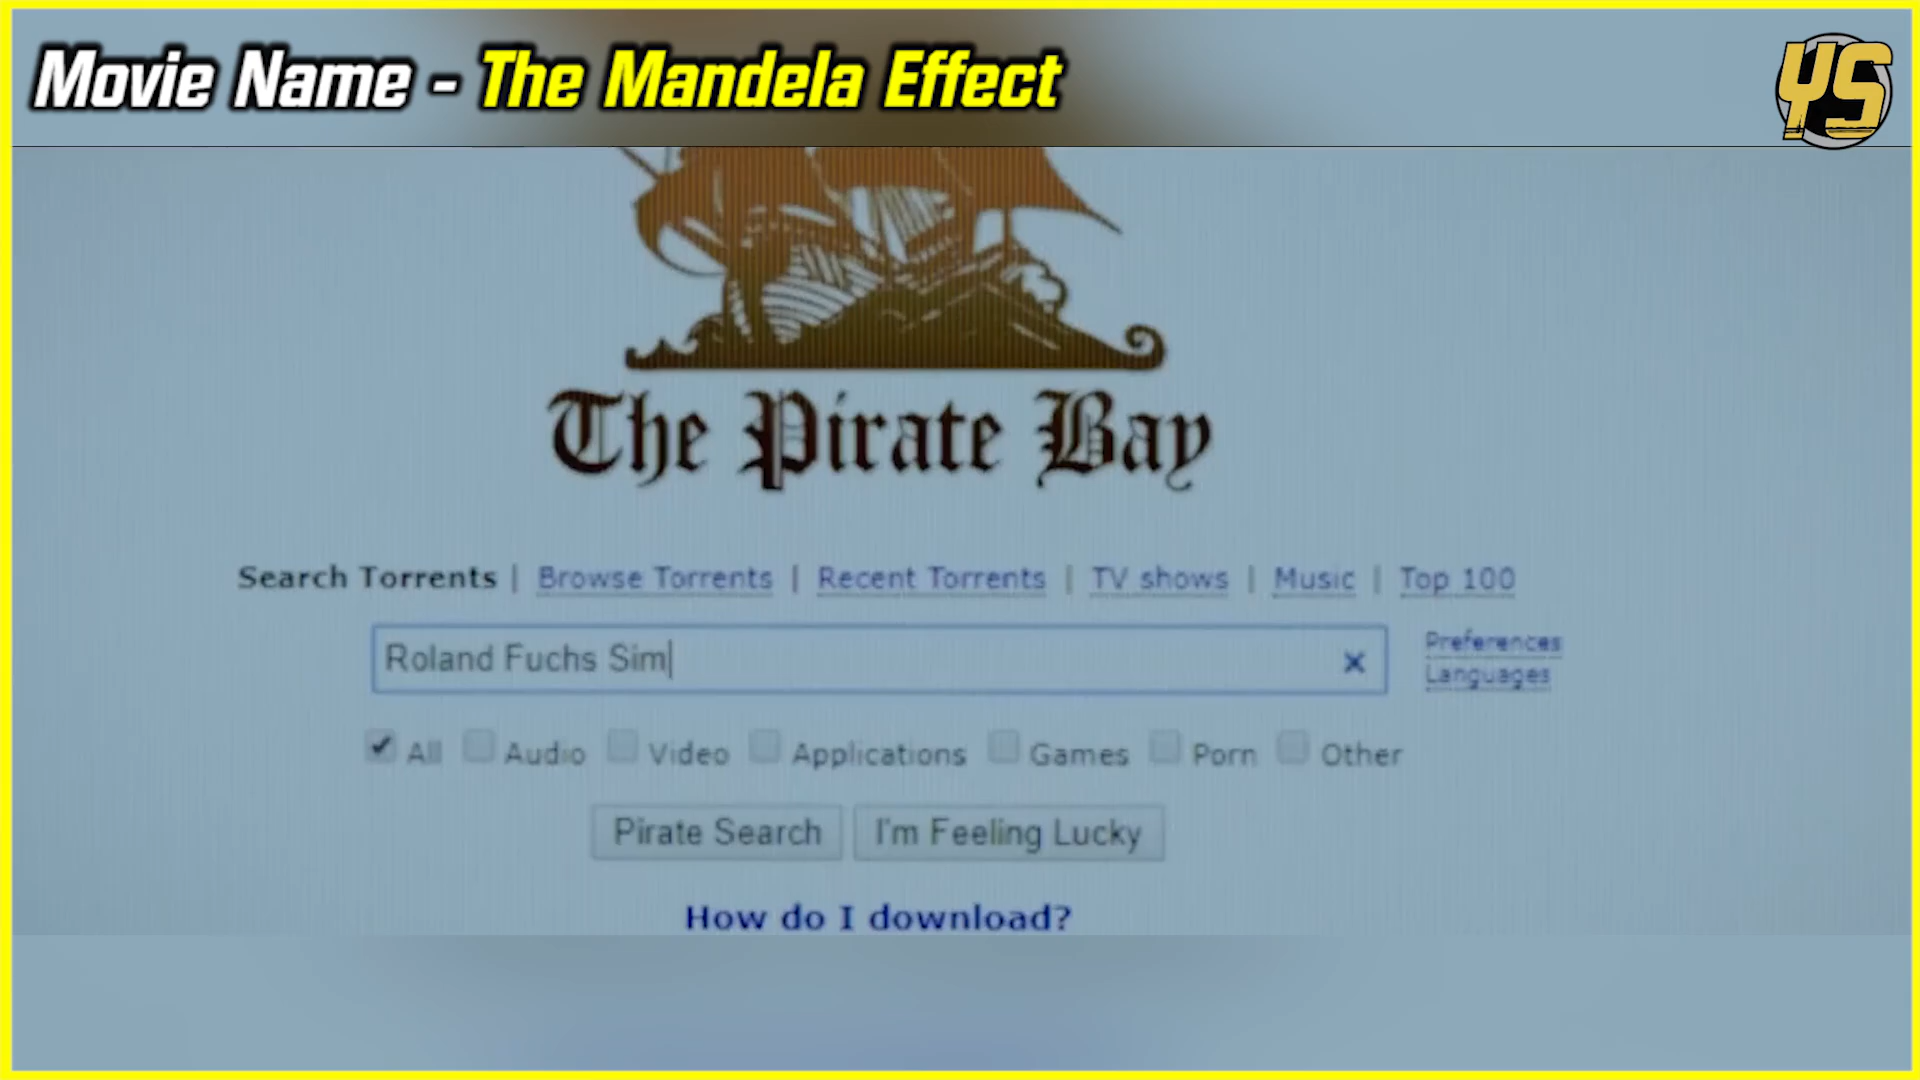 Movie Name - The Mandela Effect
YS
The Pirate Bay
Search Torrents | Browse Torrents | Recent Torrents | TV shows | Music | Top 100
Roland Fuchs Sim
Preferences
Languages
All Audio Video Applications Games Porn Other
Pirate Search I'm Feeling Lucky
How do I download?